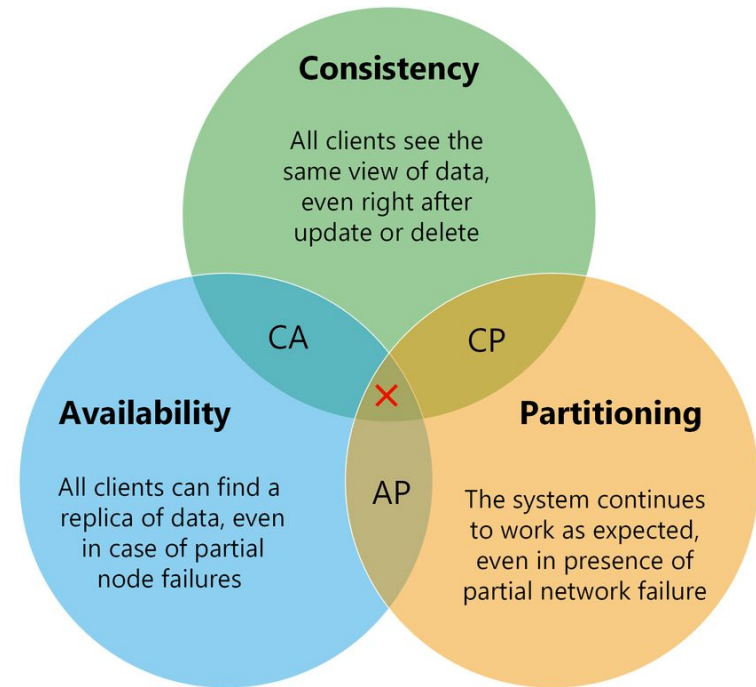 Consistency
All clients see the
same view of data,
even right after
update or delete
CA
CP
Availability
All clients can find a
replica of data, even
in case of partial
node failures
AP
Partitioning
The system continues
to work as expected,
even in presence of
partial network failure